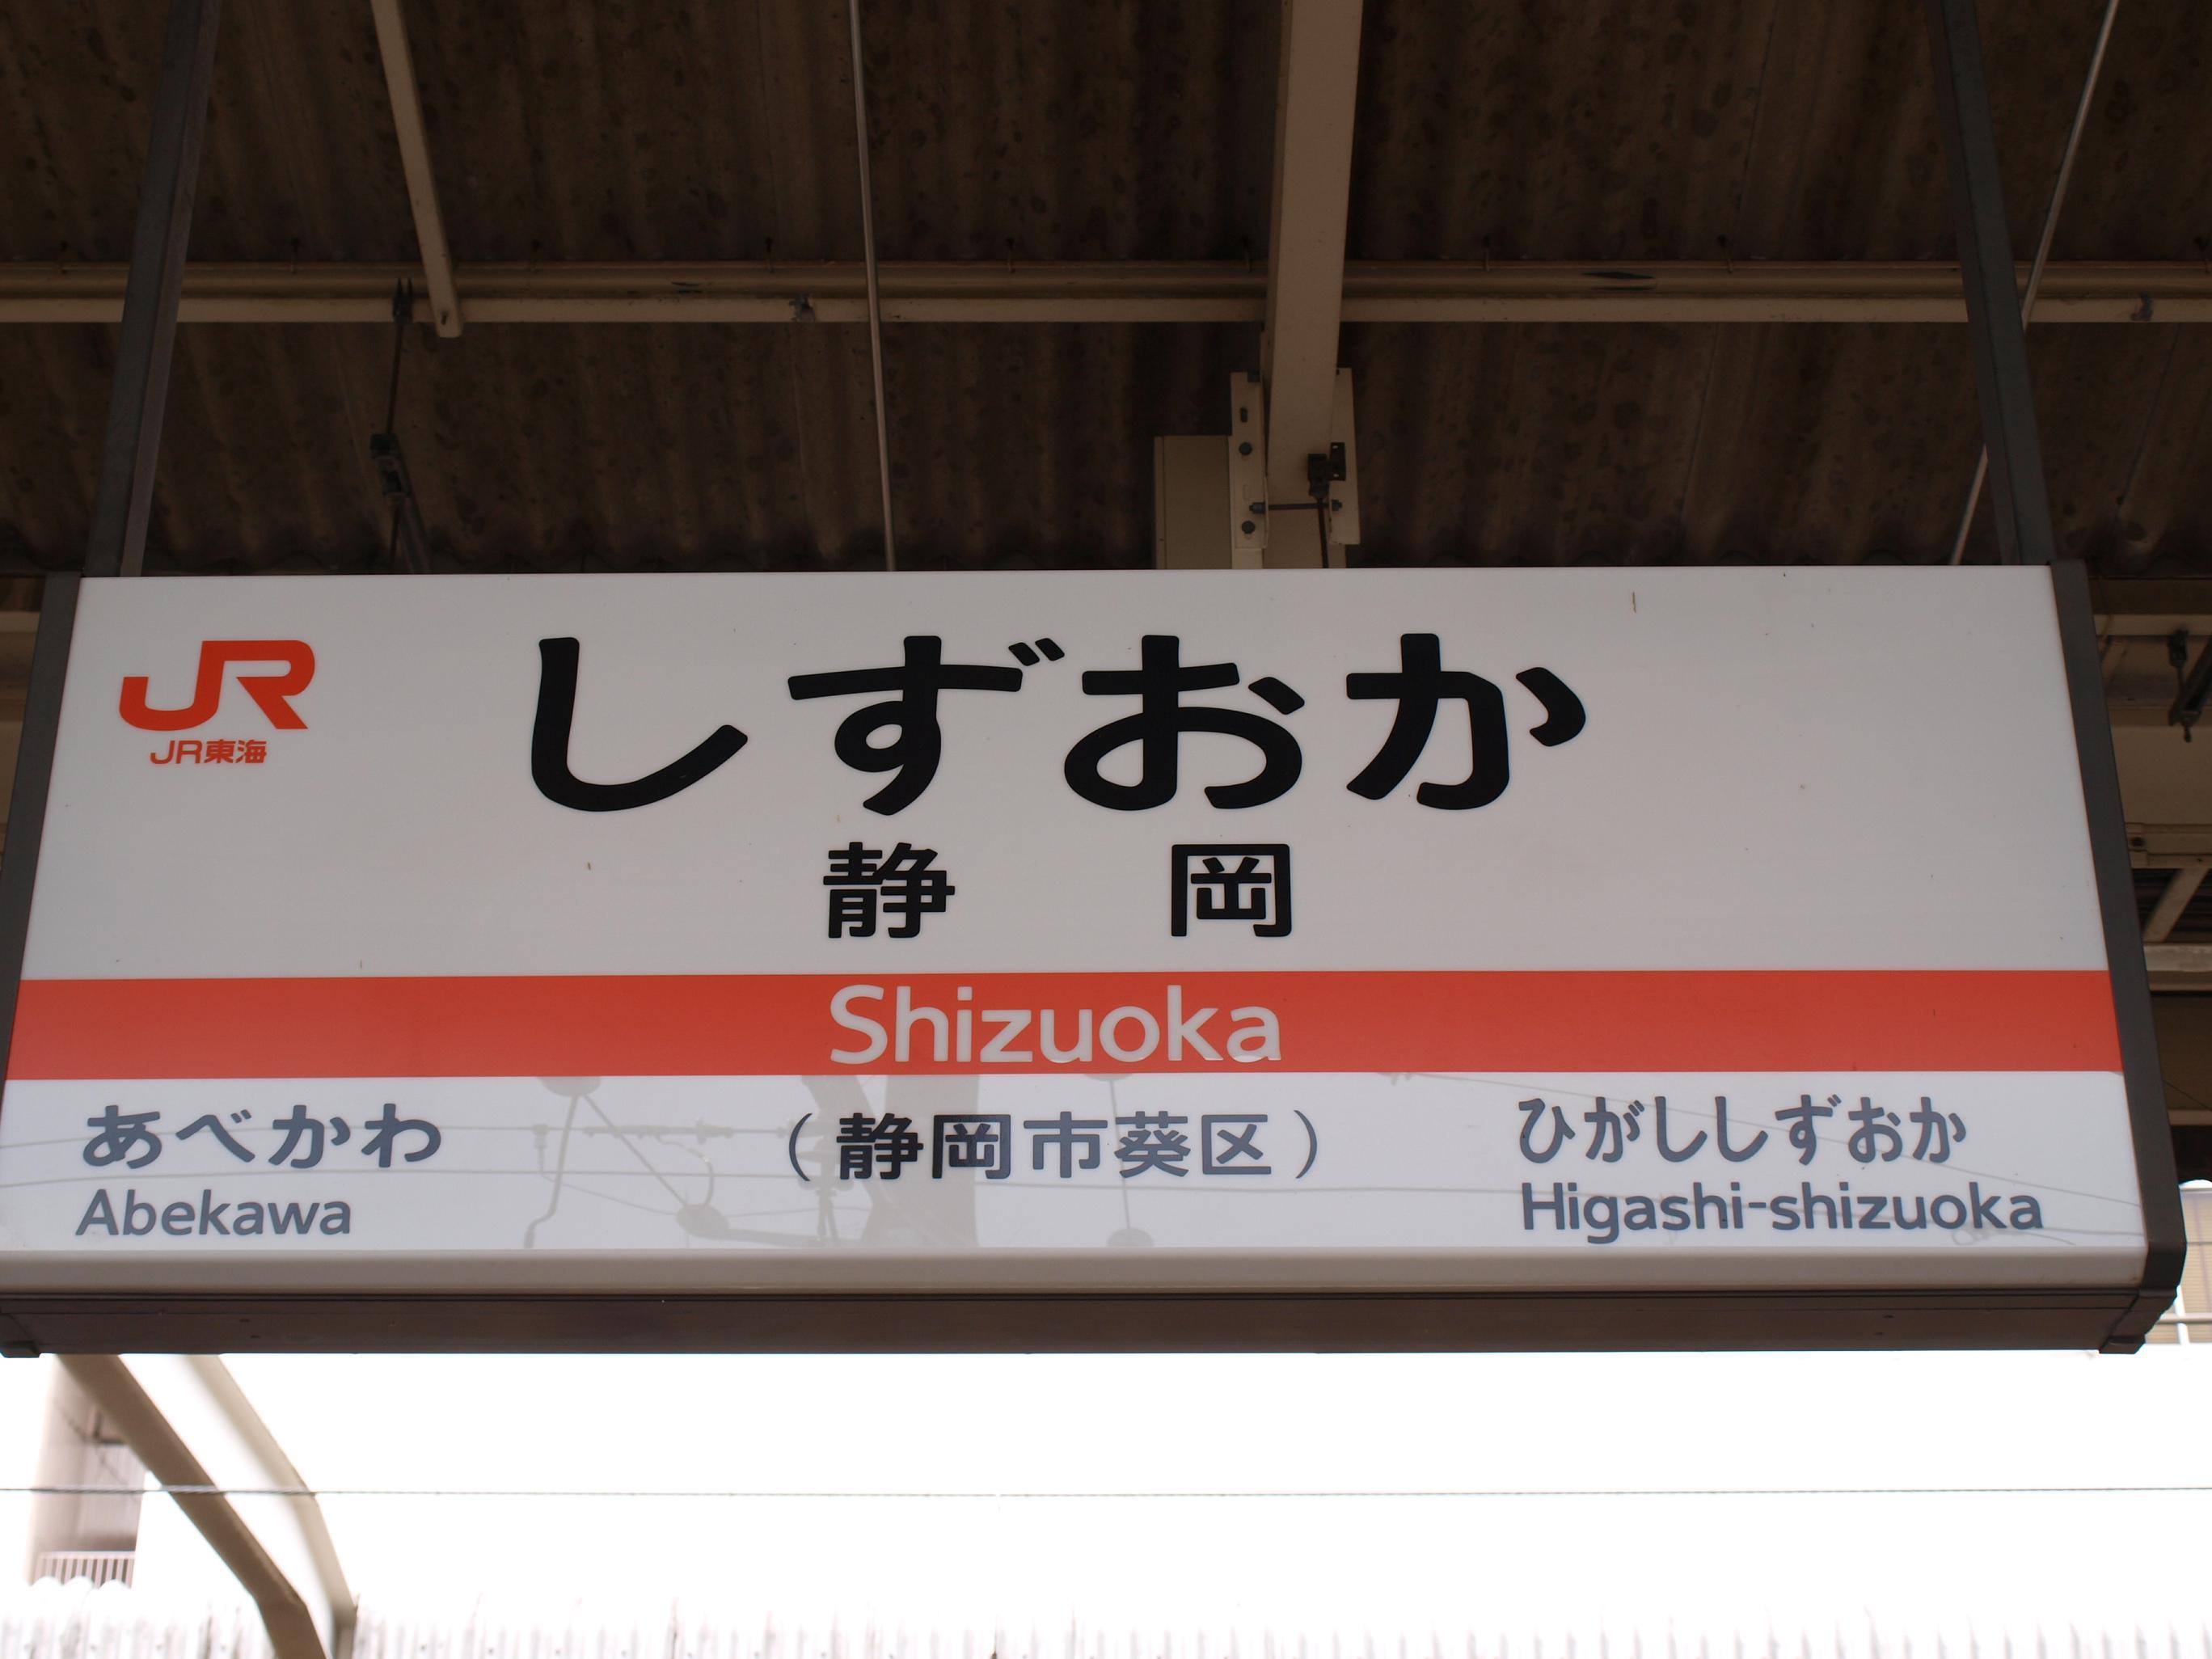 JR
JR東海
しずおか
静岡
Shizuoka
あべかわ
Abekawa
(静岡市葵区)
ひがししずおか
Higashi-shizuoka